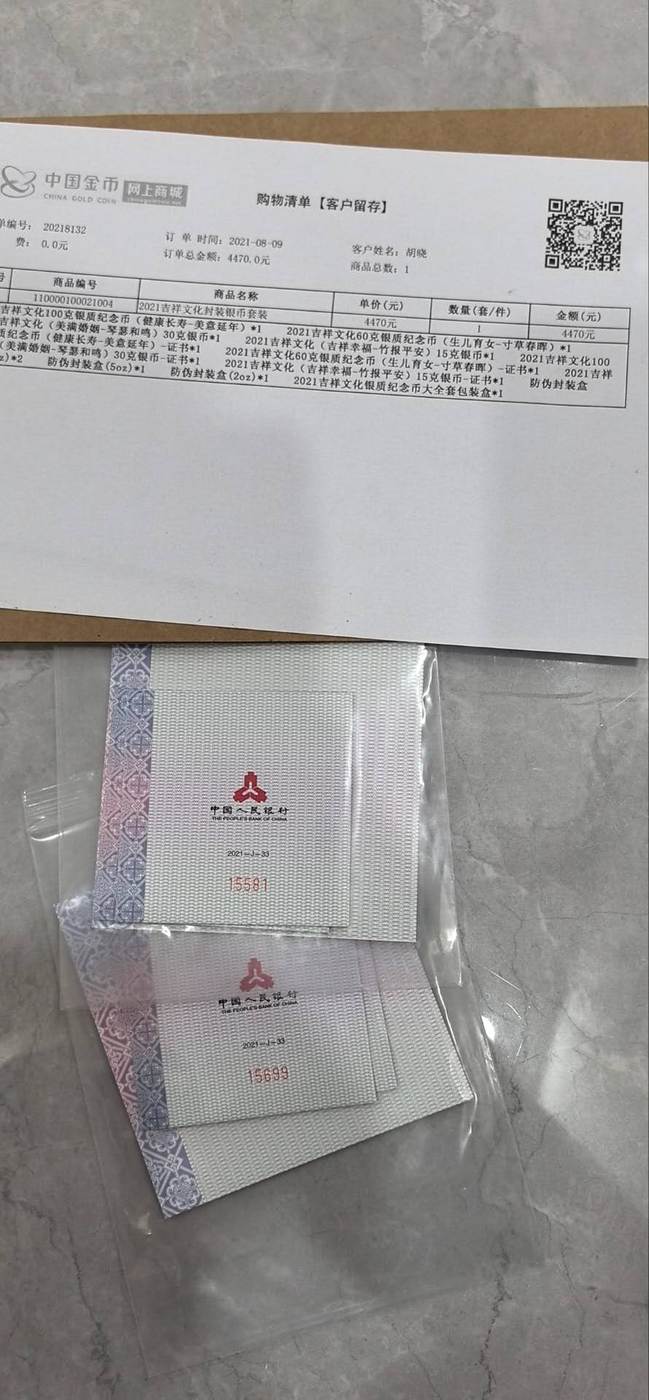 中国金币 网上商城
CHINA GOLD COIN
购物清单【客户留存】
单编号: 20218132 订 单 时间: 2021-08-09 客户姓名: 胡晓
费: 0.0元 订单总金额: 4470.0元 商品总数: 1
号 商品编号 商品名称 单价(元) 数量(套/件) 金额(元)
110000100021004 2021吉祥文化封装银币套装 4470元 1 4470元
吉祥文化100克银质纪念币（健康长寿-美意延年）*1 2021吉祥文化60克银质纪念币（生儿育女-寸草春晖）*1
吉祥文化（美满婚姻-琴瑟和鸣）30克银币*1 2021吉祥文化（吉祥幸福-竹报平安）15克银币*1 2021吉祥文化100
质纪念币（健康长寿-美意延年）-证书*1 2021吉祥文化60克银质纪念币（生儿育女-寸草春晖）-证书*1 2021吉祥
（美满婚姻-琴瑟和鸣）30克银币-证书*1 2021吉祥文化（吉祥幸福-竹报平安）15克银币-证书*1 防伪封装盒
z)*2 防伪封装盒(5oz)*1 防伪封装盒(2oz)*1 2021吉祥文化银质纪念币大全套包装盒*1
中国人民银行
THE PEOPLE'S BANK OF CHINA
2021-J-33
15581
中国人民银行
THE PEOPLE'S BANK OF CHINA
2021-J-33
15699